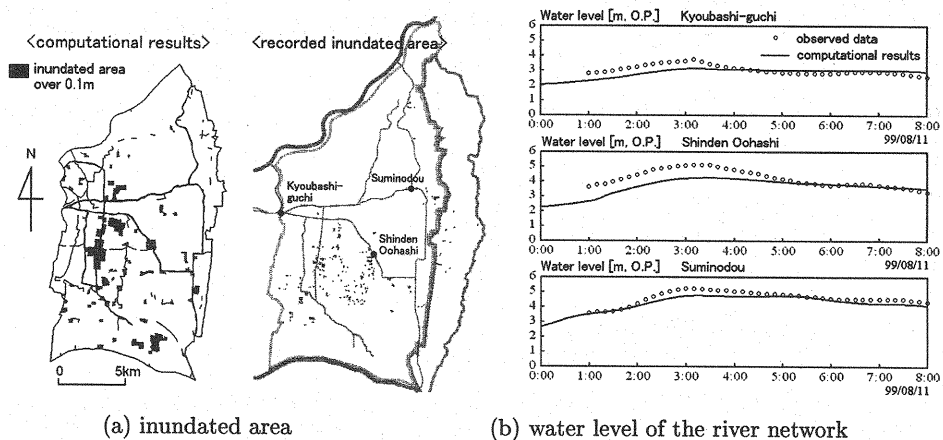 <computational results>
inundated area
over 0.1m
N
0 5km
<recorded inundated area>
Kyoubashi-
guchi
Suminodou
Shinden
Oohashi
(a) inundated area
Water level [m, O.P.] Kyoubashi-guchi
observed data
computational results
6
5
4
3
2
1
0
0:00 1:00 2:00 3:00 4:00 5:00 6:00 7:00 8:00
99/08/11
Water level [m, O.P.] Shinden Oohashi
6
5
4
3
2
1
0
0:00 1:00 2:00 3:00 4:00 5:00 6:00 7:00 8:00
99/08/11
Water level [m, O.P.] Suminodou
6
5
4
3
2
1
0
0:00 1:00 2:00 3:00 4:00 5:00 6:00 7:00 8:00
99/08/11
(b) water level of the river network